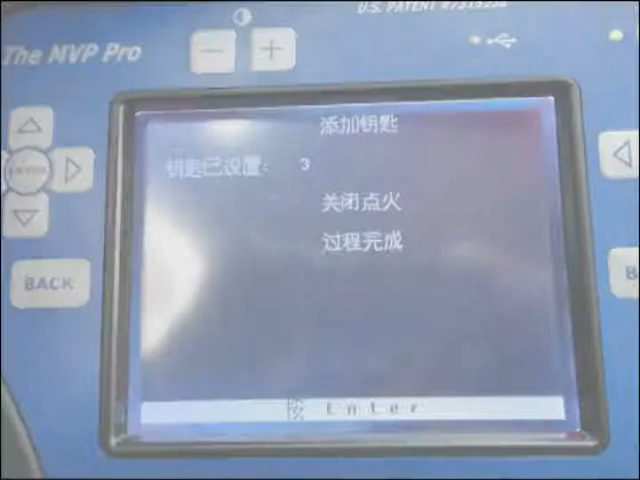 U.S. PATENT
The MVP Pro
− +
添加钥匙
钥匙已设置: 3
关闭点火
过程完成
BACK
B
按 Enter